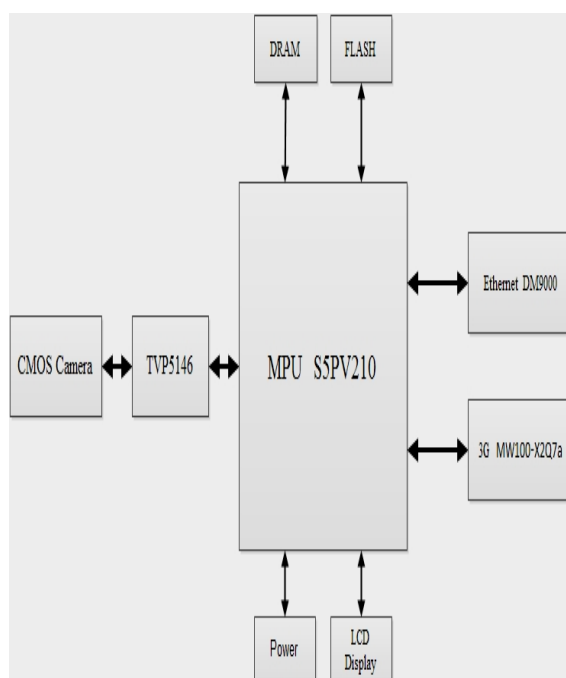 DRAM
FLASH
Ethernet DM9000
CMOS Camera
TVP5146
MPU S5PV210
3G MW100-X2Q7a
Power
LCD
Display